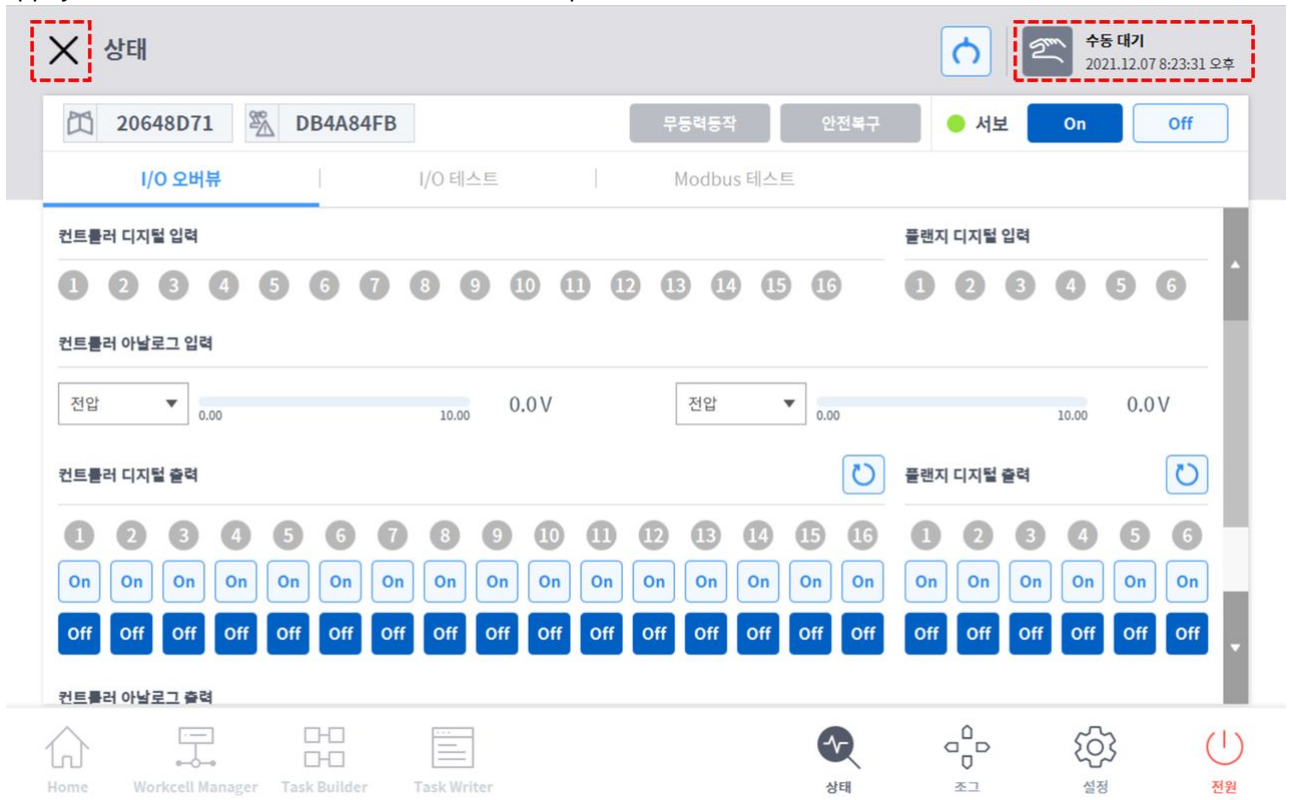 상태
수동 대기
2021.12.07 8:23:31 오후
20648D71 DB4A84FB 무동력동작 안전복구 서보 On Off
I/O 오버뷰 I/O 테스트 Modbus 테스트
컨트롤러 디지털 입력 플랜지 디지털 입력
1 2 3 4 5 6 7 8 9 10 11 12 13 14 15 16 1 2 3 4 5 6
컨트롤러 아날로그 입력
전압 0.00 10.00 0.0 V 전압 0.00 10.00 0.0 V
컨트롤러 디지털 출력 플랜지 디지털 출력
1 2 3 4 5 6 7 8 9 10 11 12 13 14 15 16 1 2 3 4 5 6
On On On On On On On On On On On On On On On On On On On On On On
Off Off Off Off Off Off Off Off Off Off Off Off Off Off Off Off Off Off Off Off Off Off
컨트롤러 아날로그 출력
Home Workcell Manager Task Builder Task Writer 상태 조그 설정 전원